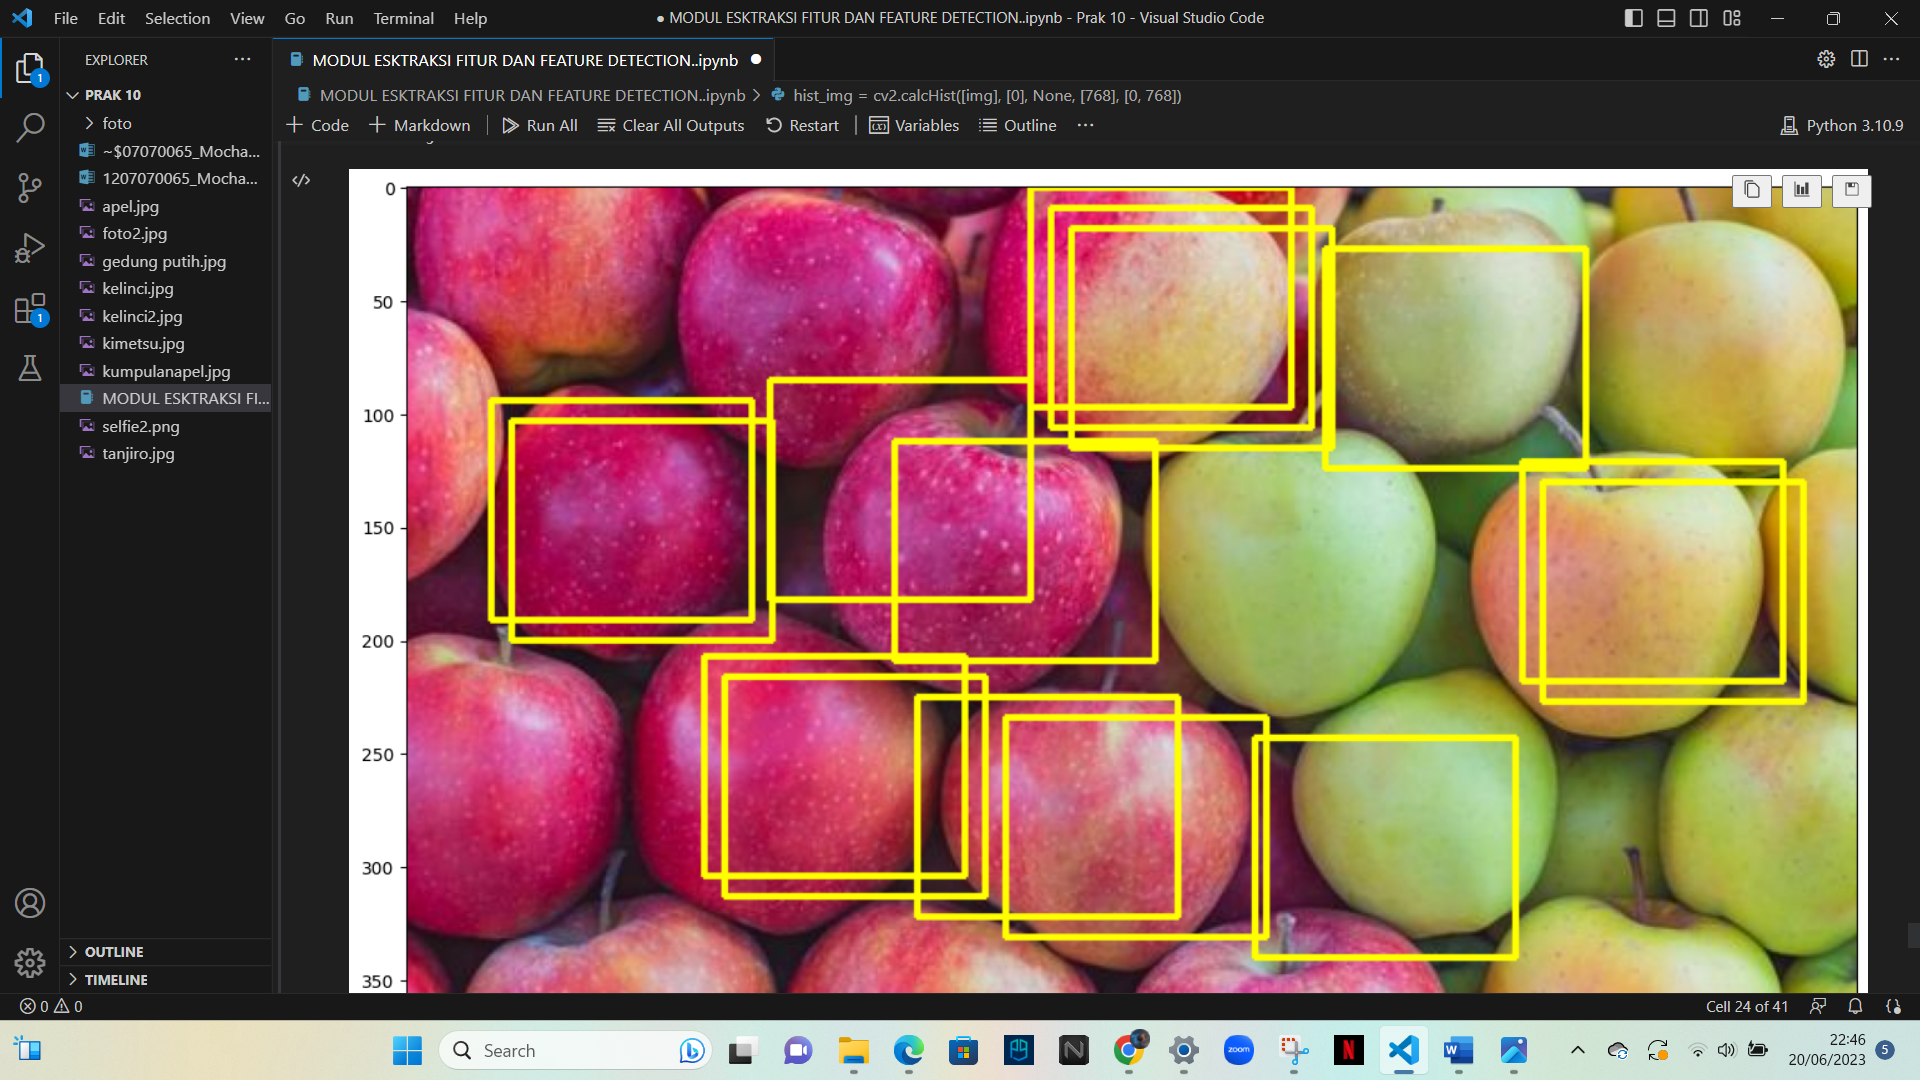 File Edit Selection View Go Run Terminal Help
● MODUL ESKTRAKSI FITUR DAN FEATURE DETECTION..ipynb - Prak 10 - Visual Studio Code
EXPLORER
MODUL ESKTRAKSI FITUR DAN FEATURE DETECTION..ipynb ●
PRAK 10
MODUL ESKTRAKSI FITUR DAN FEATURE DETECTION..ipynb > hist_img = cv2.calcHist([img], [0], None, [768], [0, 768])
+ Code + Markdown Run All Clear All Outputs Restart Variables Outline ... Python 3.10.9
foto
~$07070065_Mocha...
1207070065_Mocha...
apel.jpg
foto2.jpg
gedung putih.jpg
kelinci.jpg
kelinci2.jpg
kimetsu.jpg
kumpulanapel.jpg
MODUL ESKTRAKSI FI...
selfie2.png
tanjiro.jpg
OUTLINE
TIMELINE
1
1
0
50
100
150
200
250
300
350
0 0
Cell 24 of 41
Search
zoom
22:46
20/06/2023
5